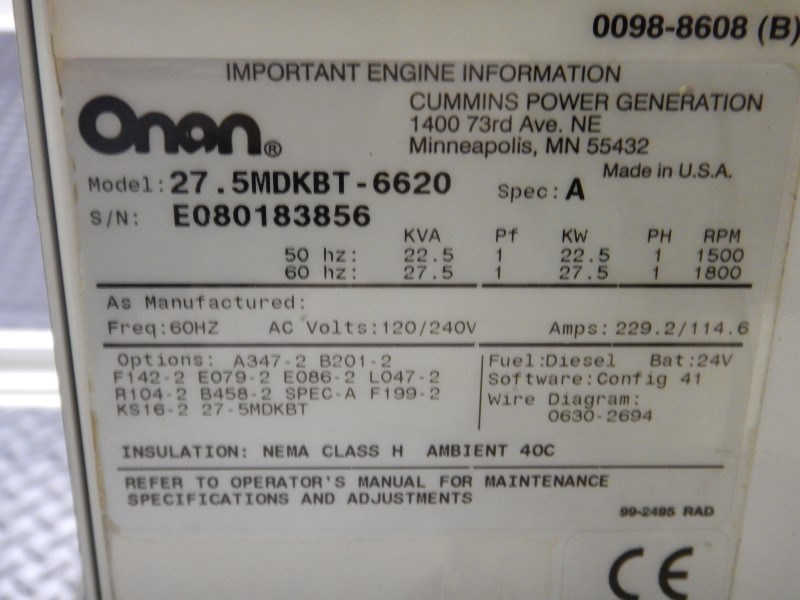 0098-8608 (B)
IMPORTANT ENGINE INFORMATION
Onan®
CUMMINS POWER GENERATION
1400 73rd Ave. NE
Minneapolis, MN 55432
Made in U.S.A.
Model: 27.5MDKBT-6620 Spec: A
S/N: E080183856
KVA Pf KW PH RPM
50 hz: 22.5 1 22.5 1 1500
60 hz: 27.5 1 27.5 1 1800
As Manufactured:
Freq:60HZ AC Volts:120/240V Amps: 229.2/114.6
Options: A347-2 B201-2
F142-2 E079-2 E086-2 L047-2
R104-2 B458-2 SPEC-A F199-2
KS16-2 27-5MDKBT
Fuel:Diesel Bat:24V
Software:Config 41
Wire Diagram:
0630-2694
INSULATION: NEMA CLASS H AMBIENT 40C
REFER TO OPERATOR'S MANUAL FOR MAINTENANCE
SPECIFICATIONS AND ADJUSTMENTS
99-2495 RAD
CE